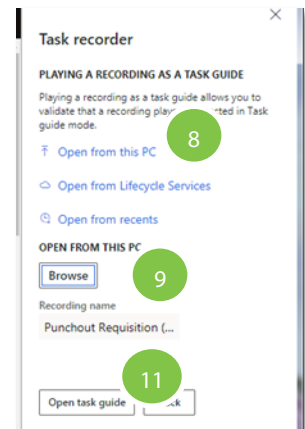 Task recorder
PLAYING A RECORDING AS A TASK GUIDE
Playing a recording as a task guide allows you to
validate that a recording in Task
guide mode.
8
Open from this PC
Open from Lifecycle Services
Open from recents
OPEN FROM THIS PC
Browse
9
Recording name
Punchout Requisition (...
11
Open task guide